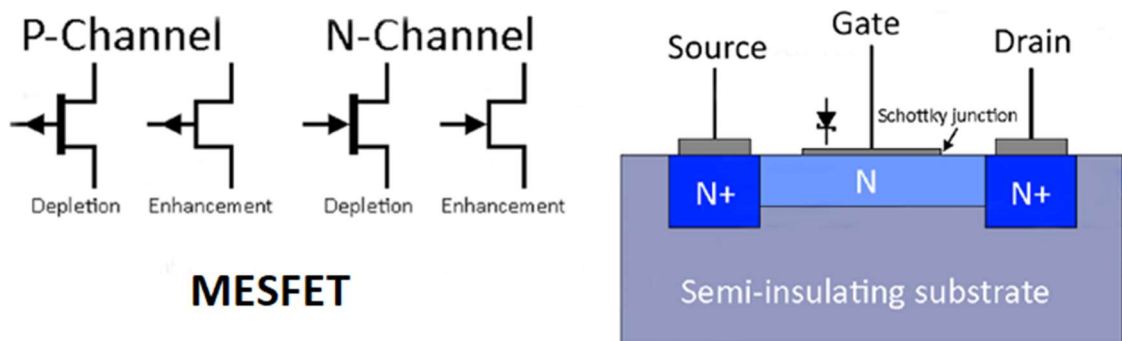 P-Channel
N-Channel
Depletion
Enhancement
Depletion
Enhancement
MESFET
Gate
Source
Drain
Schottky junction
N+
N
N+
Semi-insulating substrate